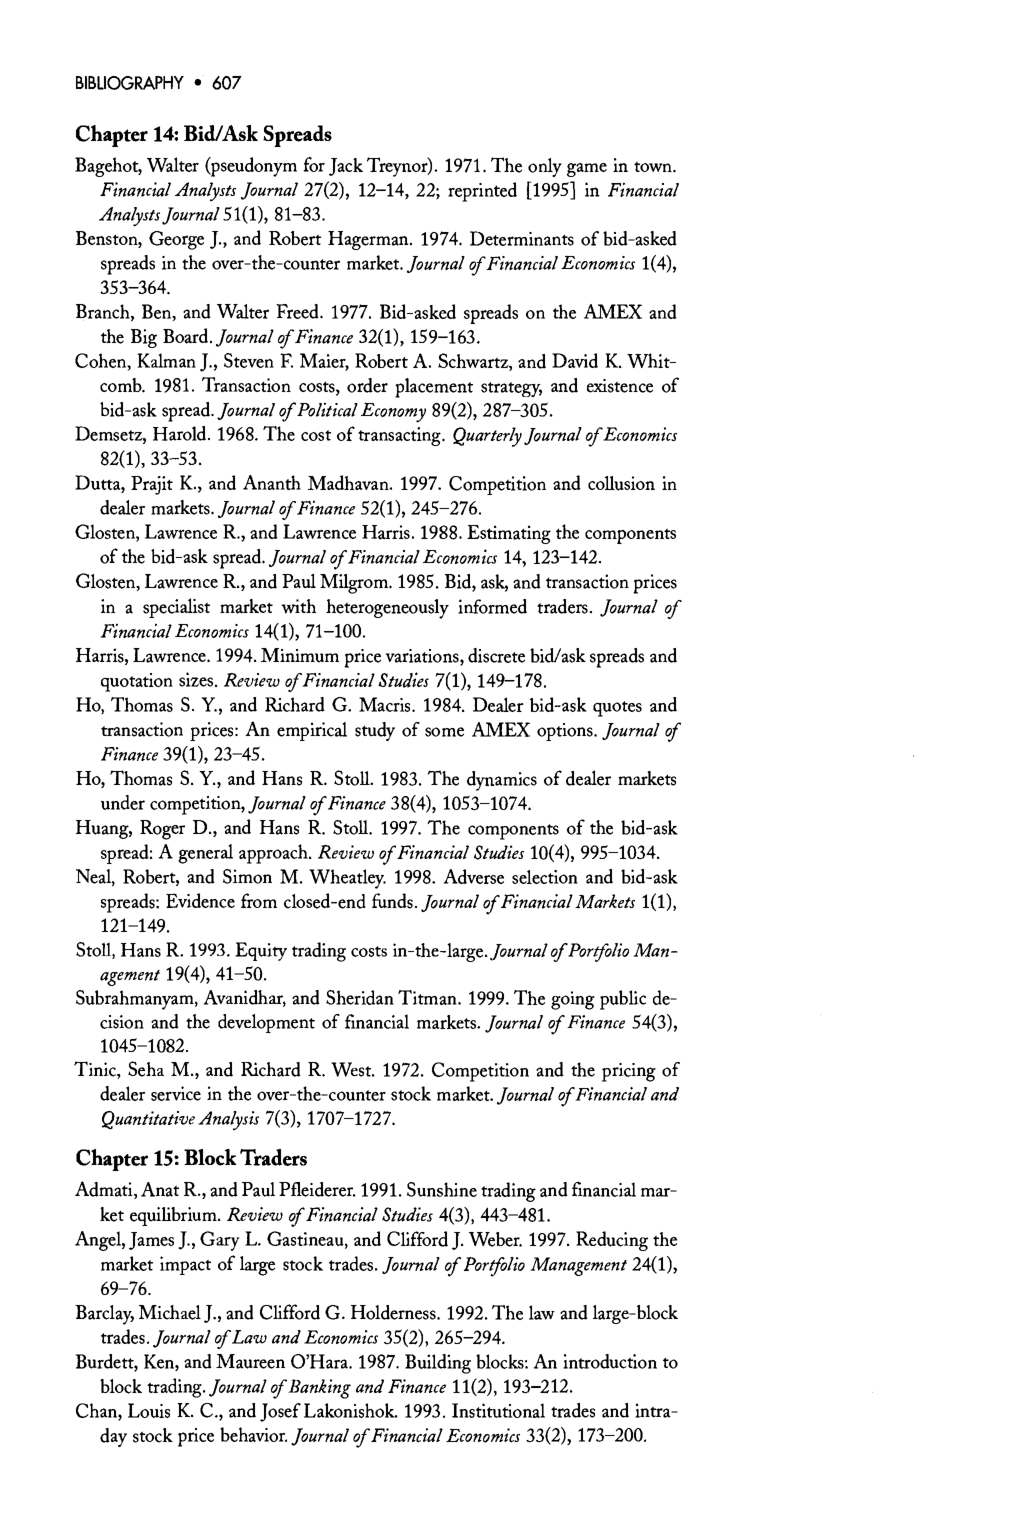 BIBLIOGRAPHY • 607
Chapter 14: Bid/Ask Spreads
Bagehot, Walter (pseudonym for Jack Treynor). 1971. The only game in town.
Financial Analysts Journal 27(2), 12–14, 22; reprinted [1995] in Financial
Analysts Journal 51(1), 81–83.
Benston, George J., and Robert Hagerman. 1974. Determinants of bid-asked
spreads in the over-the-counter market. Journal of Financial Economics 1(4),
353–364.
Branch, Ben, and Walter Freed. 1977. Bid-asked spreads on the AMEX and
the Big Board. Journal of Finance 32(1), 159–163.
Cohen, Kalman J., Steven F. Maier, Robert A. Schwartz, and David K. Whit-
comb. 1981. Transaction costs, order placement strategy, and existence of
bid-ask spread. Journal of Political Economy 89(2), 287–305.
Demsetz, Harold. 1968. The cost of transacting. Quarterly Journal of Economics
82(1), 33–53.
Dutta, Prajit K., and Ananth Madhavan. 1997. Competition and collusion in
dealer markets. Journal of Finance 52(1), 245–276.
Glosten, Lawrence R., and Lawrence Harris. 1988. Estimating the components
of the bid-ask spread. Journal of Financial Economics 14, 123–142.
Glosten, Lawrence R., and Paul Milgrom. 1985. Bid, ask, and transaction prices
in a specialist market with heterogeneously informed traders. Journal of
Financial Economics 14(1), 71–100.
Harris, Lawrence. 1994. Minimum price variations, discrete bid/ask spreads and
quotation sizes. Review of Financial Studies 7(1), 149–178.
Ho, Thomas S. Y., and Richard G. Macris. 1984. Dealer bid-ask quotes and
transaction prices: An empirical study of some AMEX options. Journal of
Finance 39(1), 23–45.
Ho, Thomas S. Y., and Hans R. Stoll. 1983. The dynamics of dealer markets
under competition, Journal of Finance 38(4), 1053–1074.
Huang, Roger D., and Hans R. Stoll. 1997. The components of the bid-ask
spread: A general approach. Review of Financial Studies 10(4), 995–1034.
Neal, Robert, and Simon M. Wheatley. 1998. Adverse selection and bid-ask
spreads: Evidence from closed-end funds. Journal of Financial Markets 1(1),
121–149.
Stoll, Hans R. 1993. Equity trading costs in-the-large. Journal of Portfolio Man-
agement 19(4), 41–50.
Subrahmanyam, Avanidhar, and Sheridan Titman. 1999. The going public de-
cision and the development of financial markets. Journal of Finance 54(3),
1045–1082.
Tinic, Seha M., and Richard R. West. 1972. Competition and the pricing of
dealer service in the over-the-counter stock market. Journal of Financial and
Quantitative Analysis 7(3), 1707–1727.
Chapter 15: Block Traders
Admati, Anat R., and Paul Pfleiderer. 1991. Sunshine trading and financial mar-
ket equilibrium. Review of Financial Studies 4(3), 443–481.
Angel, James J., Gary L. Gastineau, and Clifford J. Weber. 1997. Reducing the
market impact of large stock trades. Journal of Portfolio Management 24(1),
69–76.
Barclay, Michael J., and Clifford G. Holderness. 1992. The law and large-block
trades. Journal of Law and Economics 35(2), 265–294.
Burdett, Ken, and Maureen O'Hara. 1987. Building blocks: An introduction to
block trading. Journal of Banking and Finance 11(2), 193–212.
Chan, Louis K. C., and Josef Lakonishok. 1993. Institutional trades and intra-
day stock price behavior. Journal of Financial Economics 33(2), 173–200.